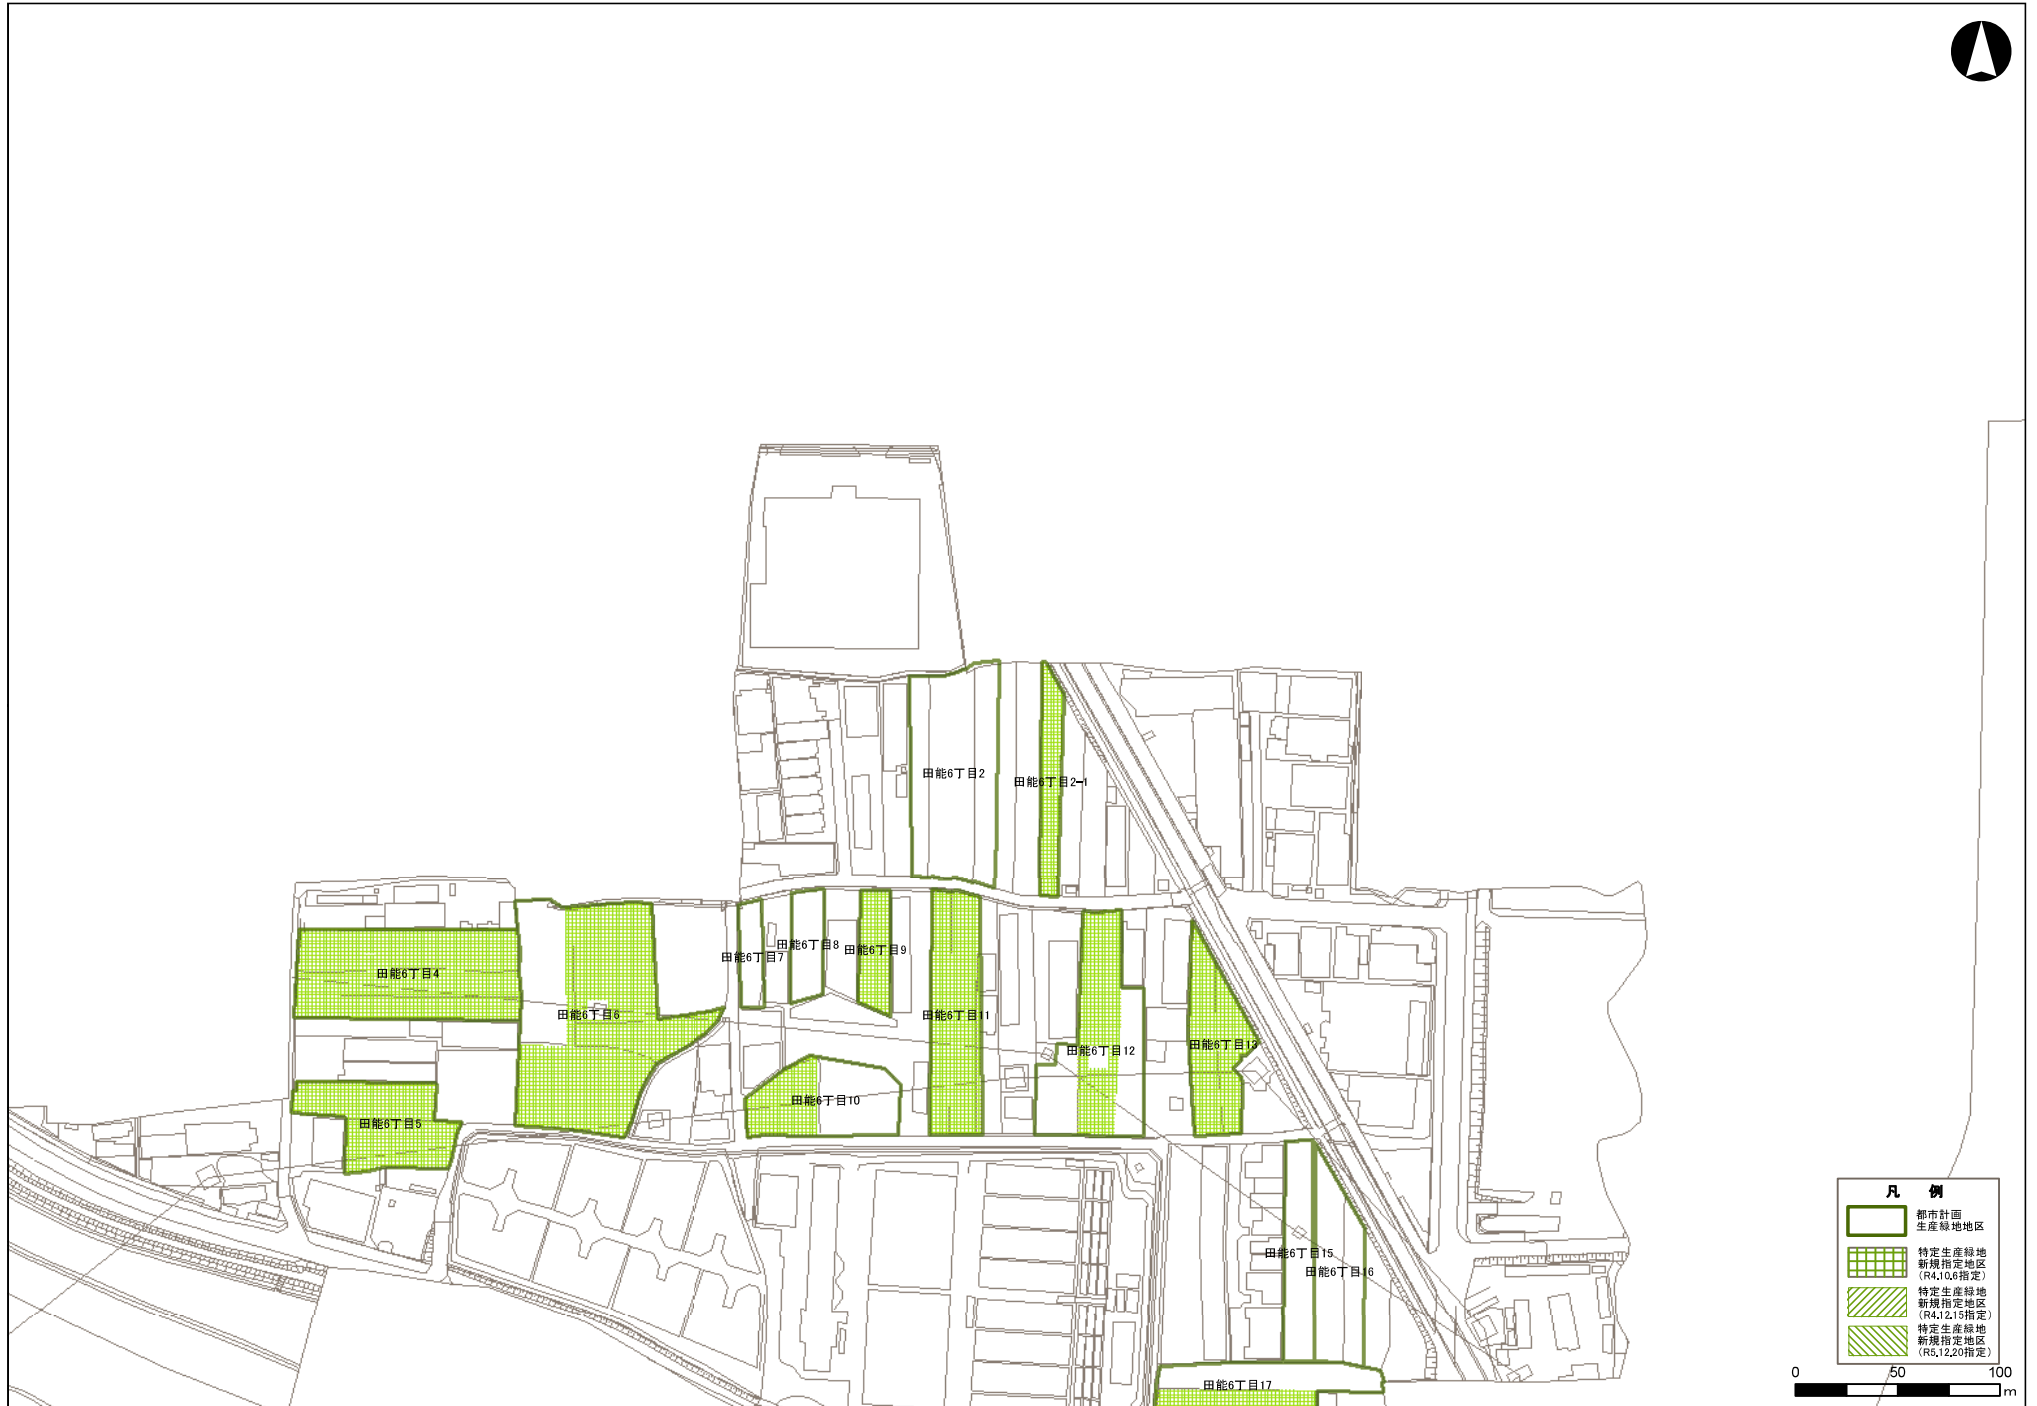 田能6丁目2
田能6丁目2-1
田能6丁目8
田能6丁目9
田能6丁目7
田能6丁目4
田能6丁目6
田能6丁目11
田能6丁目13
田能6丁目12
田能6丁目10
田能6丁目5
田能6丁目15
田能6丁目16
田能6丁目17
凡 例
都市計画
生産緑地地区
特定生産緑地
新規指定地区
(R4.10.6指定)
特定生産緑地
新規指定地区
(R4.12.15指定)
特定生産緑地
新規指定地区
(R5.12.20指定)
0 50 100
m